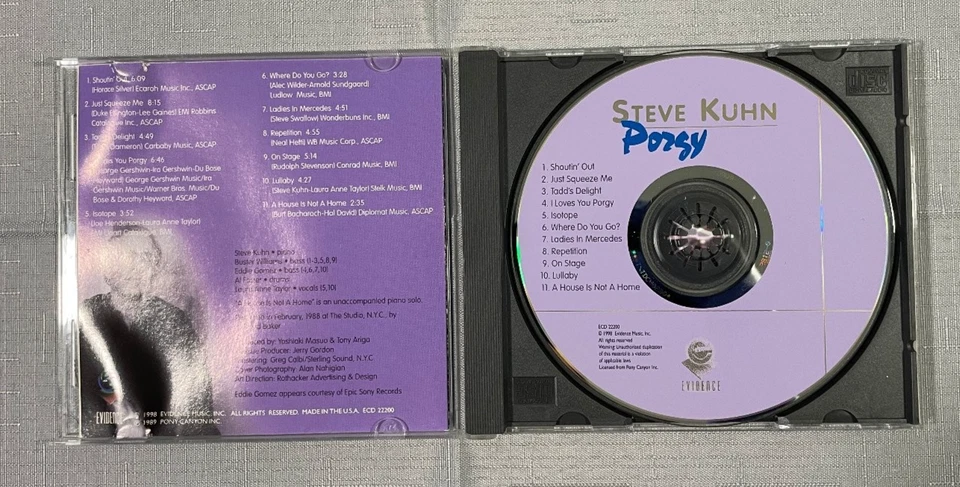 1. Shoutin' Out 6:09
(Horace Silver) Ecaroh Music Inc., ASCAP
2. Just Squeeze Me 8:15
(Duke Ellington-Lee Gaines) EMI Robbins
Catalogue Inc., ASCAP
3. Tadd's Delight 4:49
Dameron) Carbaby Music, ASCAP
You Porgy 6:46
George Gershwin-Ira Gershwin-Du Bose
Heyward) George Gershwin Music/Ira
Gershwin Music/Warner Bros. Music/Du
Bose & Dorothy Heyward, ASCAP
5. Isotope 3:52
(Joe Henderson-Laura Anne Taylor)
6. Where Do You Go? 3:28
(Alec Wilder-Arnold Sundgaard)
Ludlow Music, BMI
7. Ladies In Mercedes 4:51
(Steve Swallow) Wonderbuns Inc., BMI
8. Repetition 4:55
(Neal Hefti) WB Music Corp., ASCAP
9. On Stage 5:14
(Rudolph Stevenson) Conrad Music, BMI
10. Lullaby 4:27
(Steve Kuhn-Laura Anne Taylor) Stelk Music, BMI
11. A House Is Not A Home 2:35
(Burt Bacharach-Hal David) Diplomat Music, ASCAP
Steve Kuhn • piano
Buster Williams • bass (1-3,5,8,9)
Eddie Gomez • bass (4,6,7,10)
Al Foster • drums
Laura Anne Taylor • vocals (5,10)
"A House Is Not A Home" is an unaccompanied piano solo.
in February, 1988 at The Studio, N.Y.C., by
Baker
by: Yoshiaki Masuo & Tony Ariga
Producer: Jerry Gordon
Mastering: Greg Calbi/Sterling Sound, N.Y.C.
Cover Photography: Alan Nahigian
Art Direction: Rothacker Advertising & Design
Eddie Gomez appears courtesy of Epic Sony Records
EVIDENCE
1998 EVIDENCE MUSIC, INC. ALL RIGHTS RESERVED. MADE IN THE U.S.A. ECD 22200
1989 PONY CANYON INC.
STEVE KUHN
Porgy
1. Shoutin' Out
2. Just Squeeze Me
3. Tadd's Delight
4. I Loves You Porgy
5. Isotope
6. Where Do You Go?
7. Ladies In Mercedes
8. Repetition
9. On Stage
10. Lullaby
11. A House Is Not A Home
ECD 22200
℗ © 1998 Evidence Music, Inc.
All rights reserved
Warning: Unauthorized duplication
of this material is a violation
of applicable laws.
Licensed from Pony Canyon Inc.
EVIDENCE